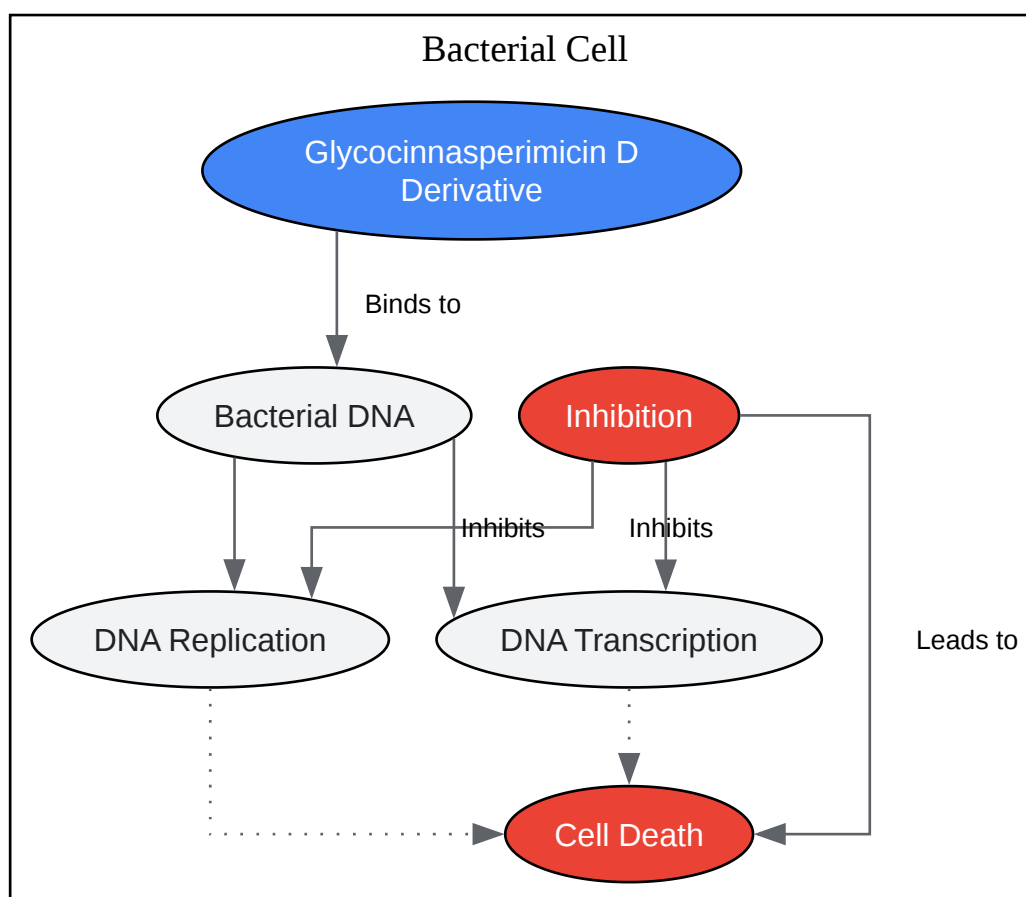 Bacterial Cell
Glycocinnasperimicin D
Derivative
Binds to
Bacterial DNA
Inhibition
Inhibits
Inhibits
DNA Replication
DNA Transcription
Leads to
Cell Death